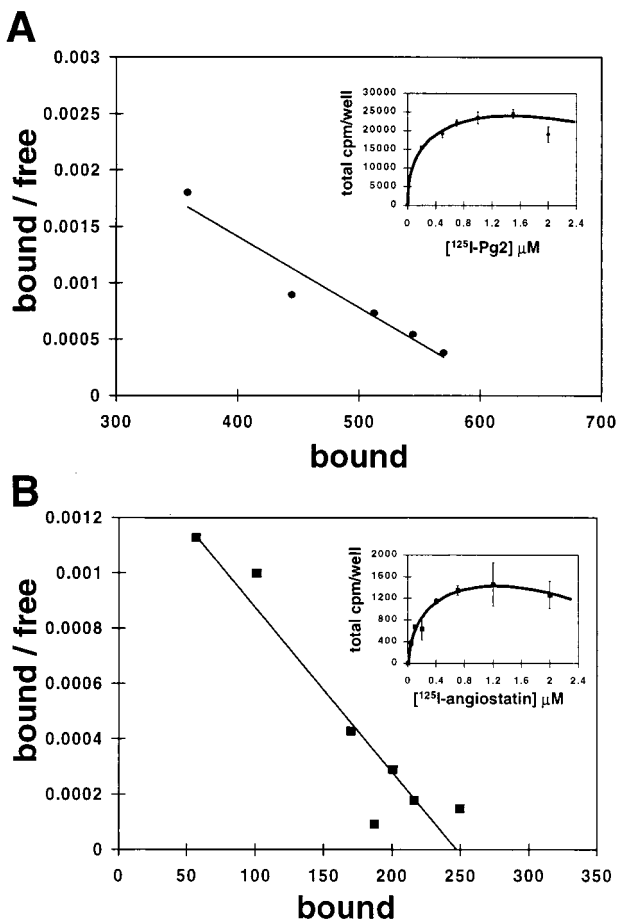 A
bound / free
0.003
0.0025
0.002
0.0015
0.001
0.0005
0
300 400 500 600 700
bound
total cpm/well
30000
25000
20000
15000
10000
5000
0
0 0.4 0.8 1.2 1.6 2 2.4
[¹²⁵I-Pg2] μM
B
bound / free
0.0012
0.001
0.0008
0.0006
0.0004
0.0002
0
0 50 100 150 200 250 300 350
bound
total cpm/well
2000
1600
1200
800
400
0
0 0.4 0.8 1.2 1.6 2 2.4
[¹²⁵I-angiostatin] μM